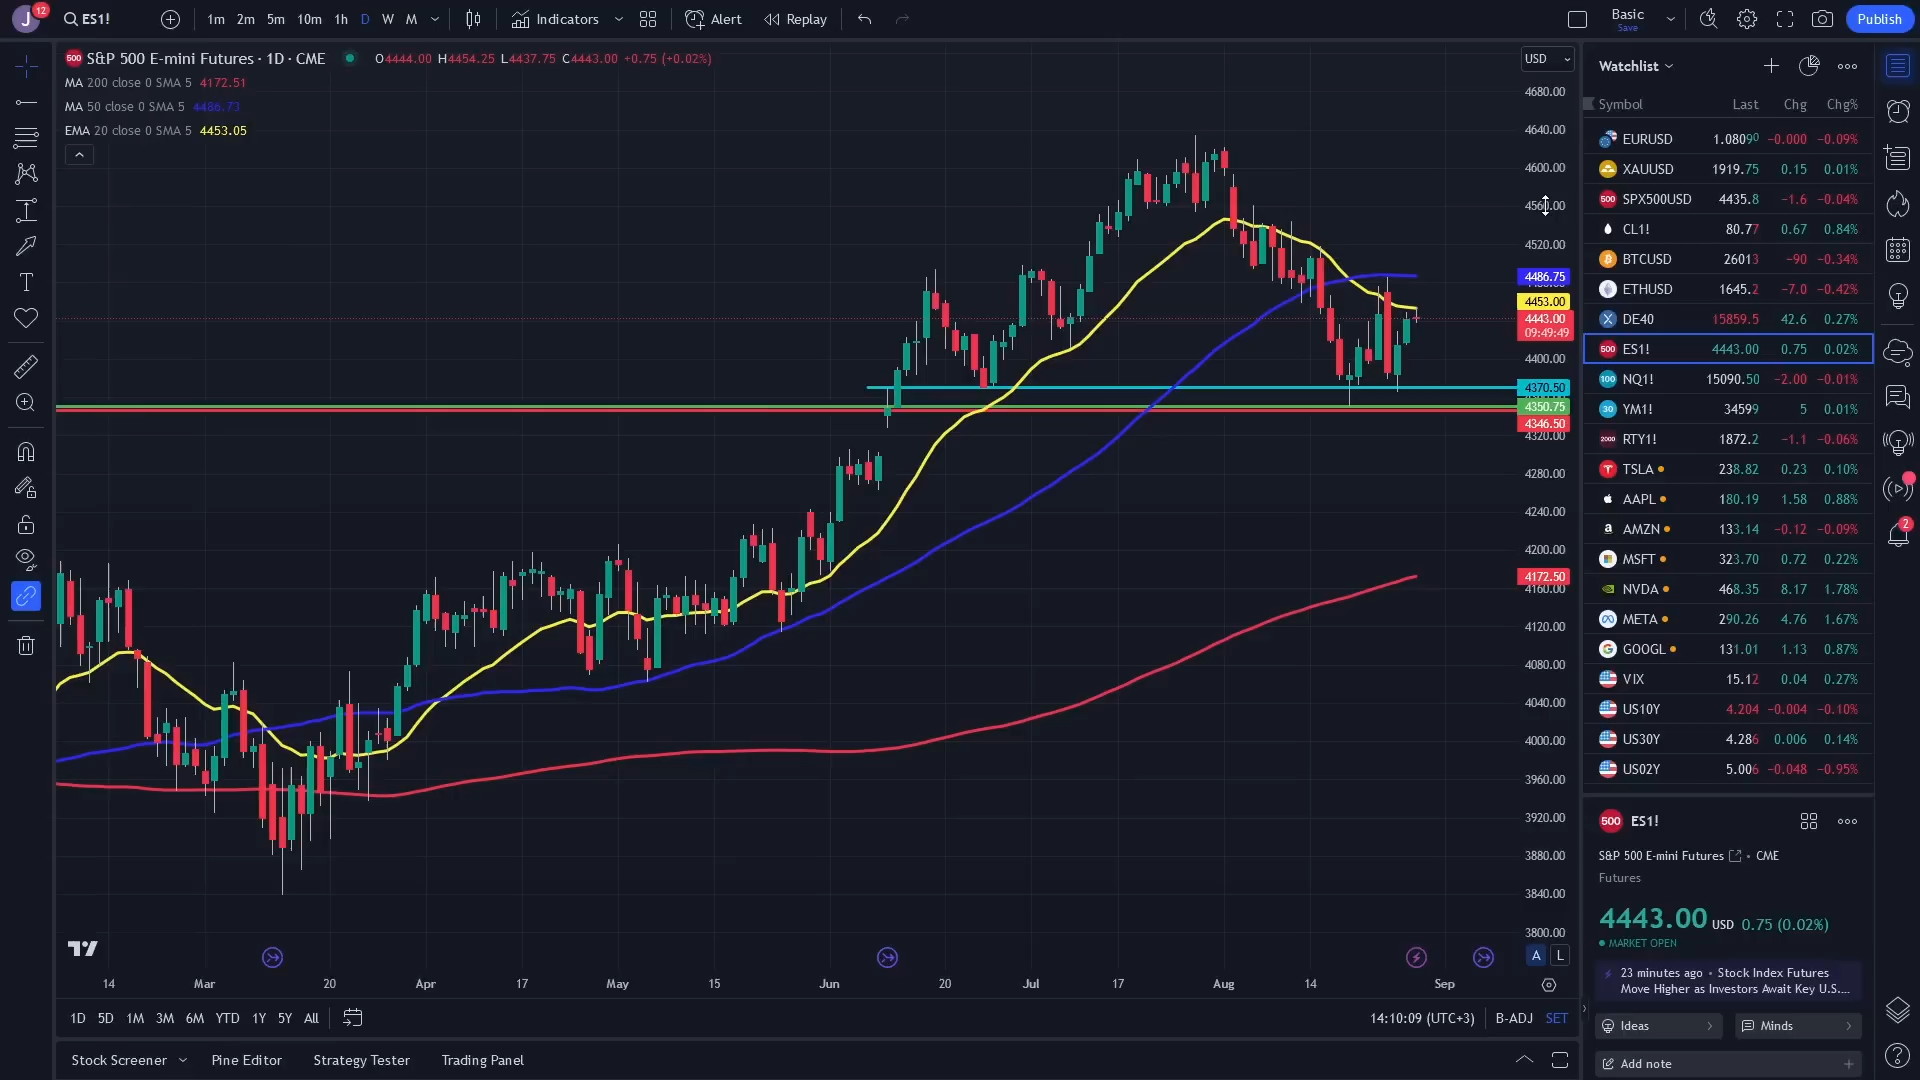 J 12 ES1! 1m 2m 5m 10m 1h D W M Indicators Alert Replay Basic Save Publish
500 S&P 500 E-mini Futures · 1D · CME O4444.00 H4454.25 L4437.75 C4443.00 +0.75 (+0.02%)
MA 200 close 0 SMA 5 4172.51
MA 50 close 0 SMA 5 4486.73
EMA 20 close 0 SMA 5 4453.05
USD
4680.00
4640.00
4600.00
4560.00
4520.00
4486.75
4453.00
4443.00
09:49:49
4400.00
4370.50
4350.75
4346.50
4320.00
4280.00
4240.00
4200.00
4172.50
4160.00
4120.00
4080.00
4040.00
4000.00
3960.00
3920.00
3880.00
3840.00
3800.00
A L
14 Mar 20 Apr 17 May 15 Jun 20 Jul 17 Aug 14 Sep
1D 5D 1M 3M 6M YTD 1Y 5Y All 14:10:09 (UTC+3) B-ADJ SET
Stock Screener Pine Editor Strategy Tester Trading Panel
Watchlist
Symbol Last Chg Chg%
EURUSD 1.08090 −0.000 −0.09%
XAUUSD 1919.75 0.15 0.01%
500 SPX500USD 4435.8 −1.6 −0.04%
CL1! 80.77 0.67 0.84%
BTCUSD 26013 −90 −0.34%
ETHUSD 1645.2 −7.0 −0.42%
X DE40 15859.5 42.6 0.27%
500 ES1! 4443.00 0.75 0.02%
100 NQ1! 15090.50 −2.00 −0.01%
30 YM1! 34599 5 0.01%
2000 RTY1! 1872.2 −1.1 −0.06%
TSLA 238.82 0.23 0.10%
AAPL 180.19 1.58 0.88%
a AMZN 133.14 −0.12 −0.09%
MSFT 323.70 0.72 0.22%
NVDA 468.35 8.17 1.78%
META 290.26 4.76 1.67%
G GOOGL 131.01 1.13 0.87%
VIX 15.12 0.04 0.27%
US10Y 4.204 −0.004 −0.10%
US30Y 4.286 0.006 0.14%
US02Y 5.006 −0.048 −0.95%
500 ES1!
S&P 500 E-mini Futures • CME
Futures
4443.00 USD 0.75 (0.02%)
MARKET OPEN
23 minutes ago • Stock Index Futures
Move Higher as Investors Await Key U.S....
Ideas Minds
Add note
2